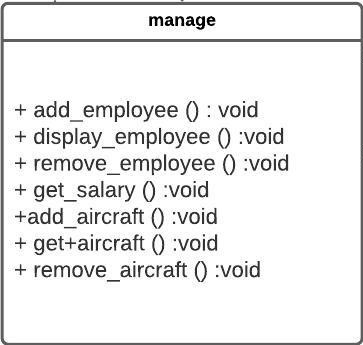 manage
+ add_employee () : void
+ display_employee () :void
+ remove_employee () :void
+ get_salary () :void
+add_aircraft () :void
+ get+aircraft () :void
+ remove_aircraft () :void